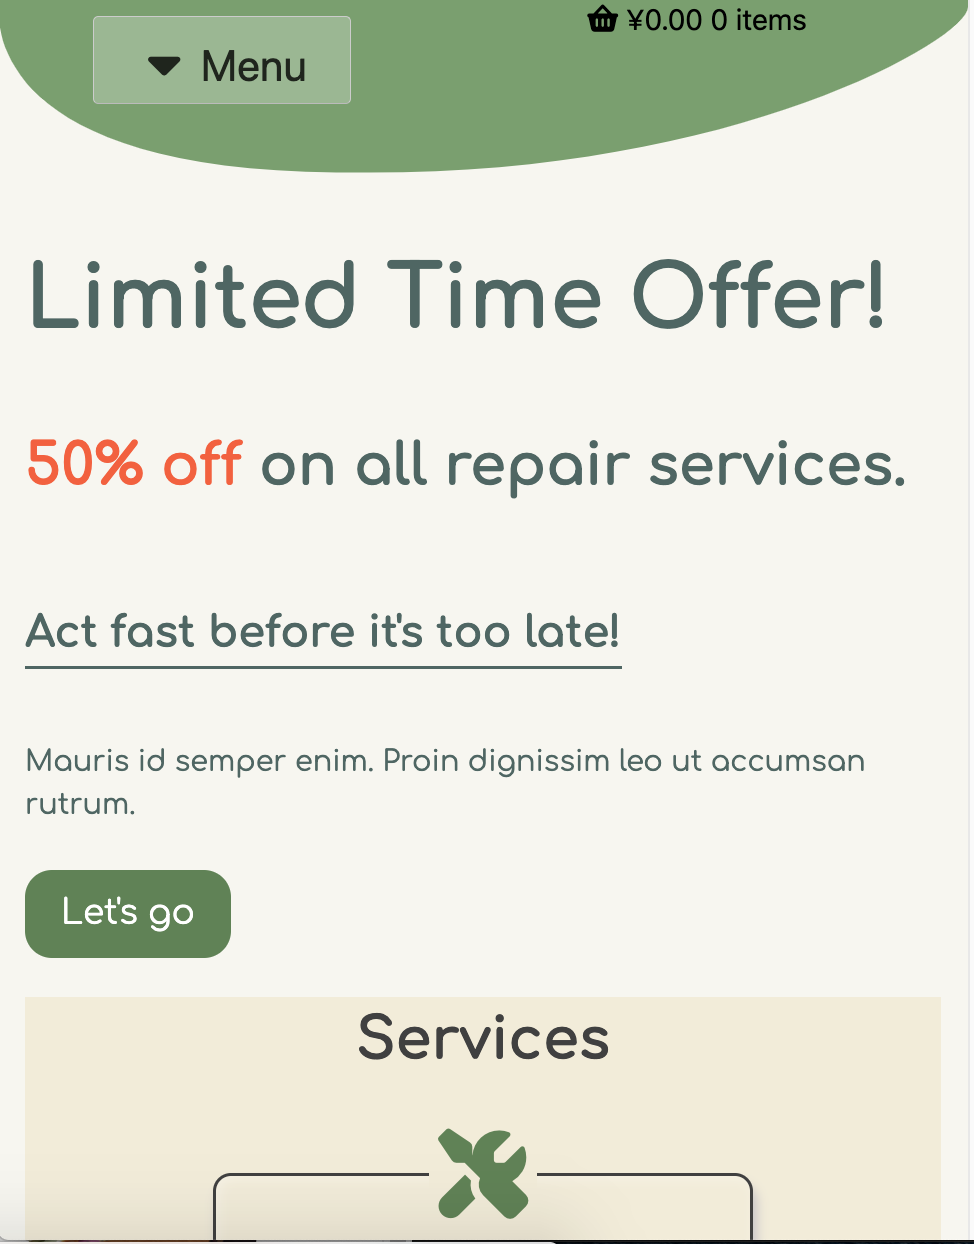 Menu
¥0.00 0 items
Limited Time Offer!
50% off on all repair services.
Act fast before it's too late!
Mauris id semper enim. Proin dignissim leo ut accumsan
rutrum.
Let's go
Services